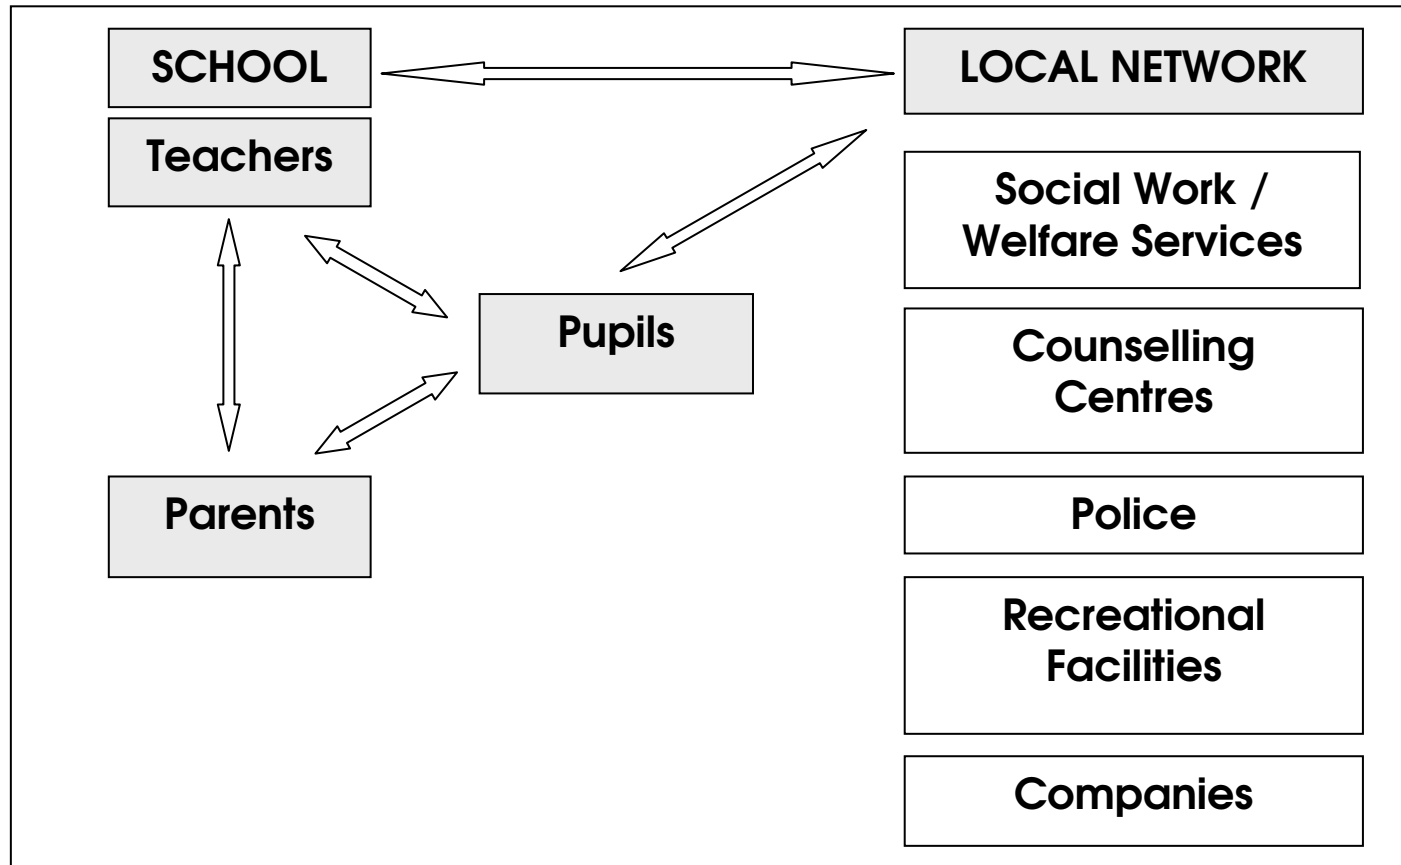 SCHOOL
Teachers
Parents
Pupils
LOCAL NETWORK
Social Work /
Welfare Services
Counselling
Centres
Police
Recreational
Facilities
Companies